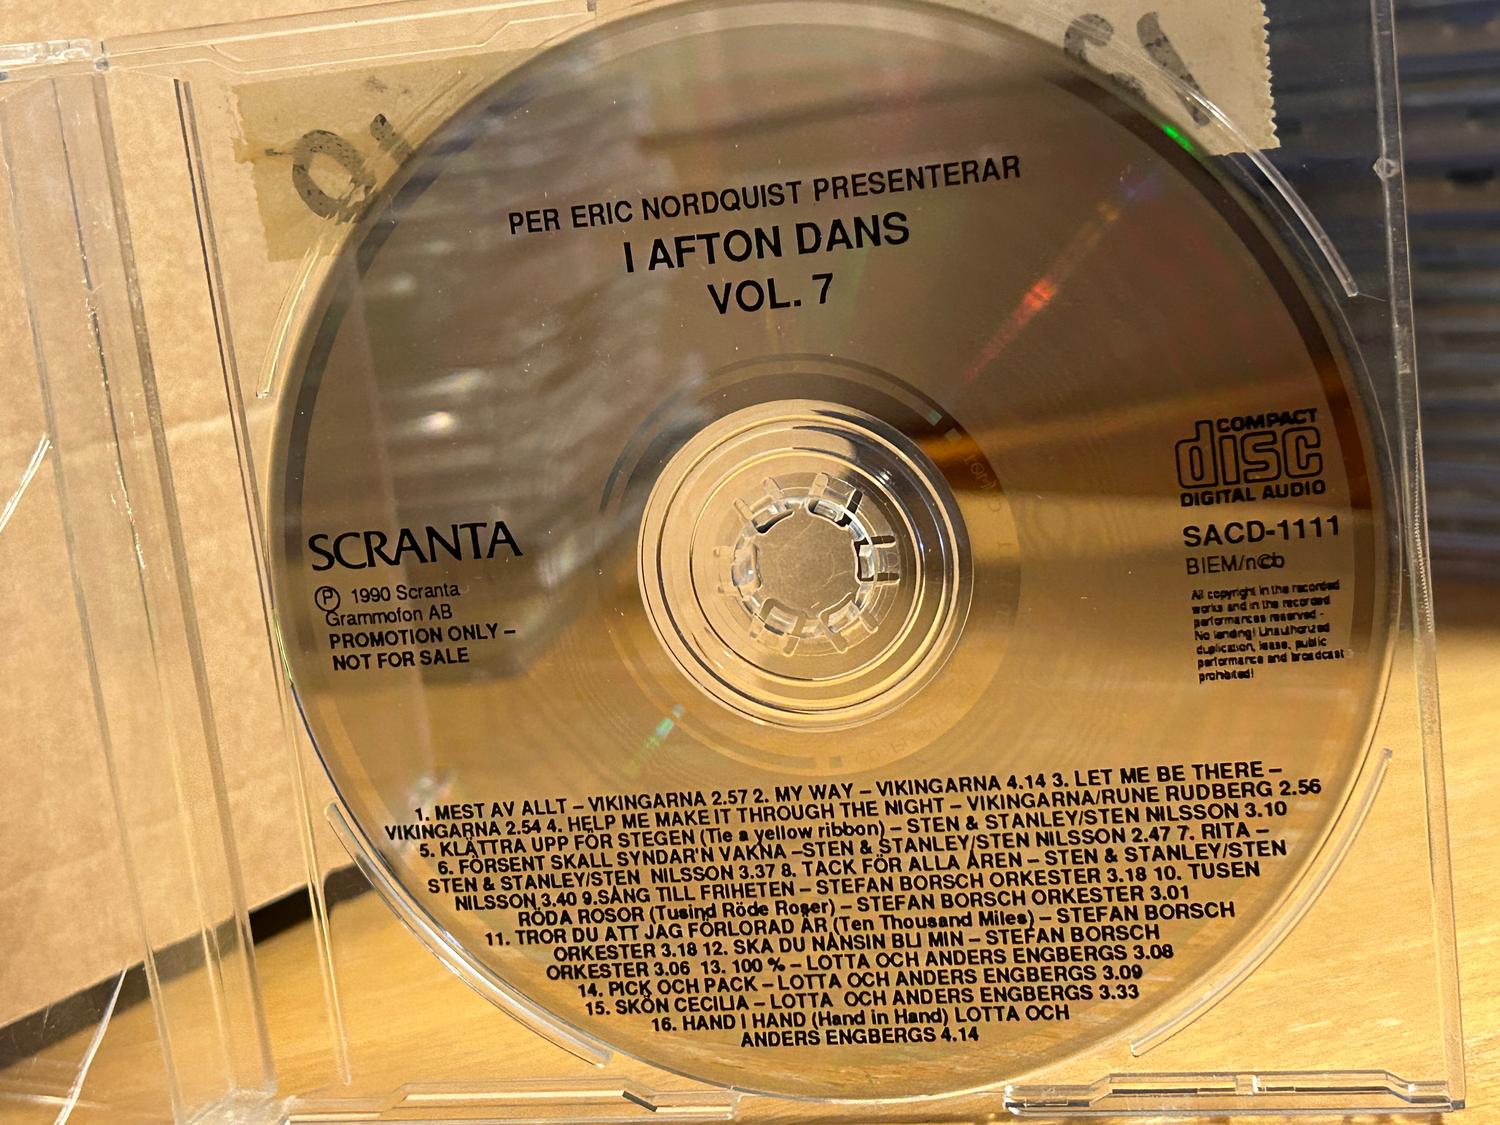 PER ERIC NORDQUIST PRESENTERAR
I AFTON DANS
VOL. 7
COMPACT
disc
DIGITAL AUDIO
SCRANTA
Ⓟ 1990 Scranta
Grammofon AB
PROMOTION ONLY –
NOT FOR SALE
SACD-1111
BIEM/n©b
All copyright in the recorded
works and in the recorded
performances reserved -
No lending! Unauthorized
duplication, lease, public
performance and broadcast
prohibited!
1. MEST AV ALLT – VIKINGARNA 2.57 2. MY WAY – VIKINGARNA 4.14 3. LET ME BE THERE –
VIKINGARNA 2.54 4. HELP ME MAKE IT THROUGH THE NIGHT – VIKINGARNA/RUNE RUDBERG 2.56
5. KLÄTTRA UPP FÖR STEGEN (Tie a yellow ribbon) – STEN & STANLEY/STEN NILSSON 3.10
6. FÖRSENT SKALL SYNDAR'N VAKNA –STEN & STANLEY/STEN NILSSON 2.47 7. RITA –
STEN & STANLEY/STEN NILSSON 3.37 8. TACK FÖR ALLA ÅREN – STEN & STANLEY/STEN
NILSSON 3.40 9.SÅNG TILL FRIHETEN – STEFAN BORSCH ORKESTER 3.18 10. TUSEN
RÖDA ROSOR (Tusind Röde Roser) – STEFAN BORSCH ORKESTER 3.01
11. TROR DU ATT JAG FÖRLORAD ÄR (Ten Thousand Miles) – STEFAN BORSCH
ORKESTER 3.18 12. SKA DU NÅNSIN BLI MIN – STEFAN BORSCH
ORKESTER 3.06 13. 100 % – LOTTA OCH ANDERS ENGBERGS 3.08
14. PICK OCH PACK – LOTTA OCH ANDERS ENGBERGS 3.09
15. SKÖN CECILIA – LOTTA OCH ANDERS ENGBERGS 3.33
16. HAND I HAND (Hand in Hand) LOTTA OCH
ANDERS ENGBERGS 4.14